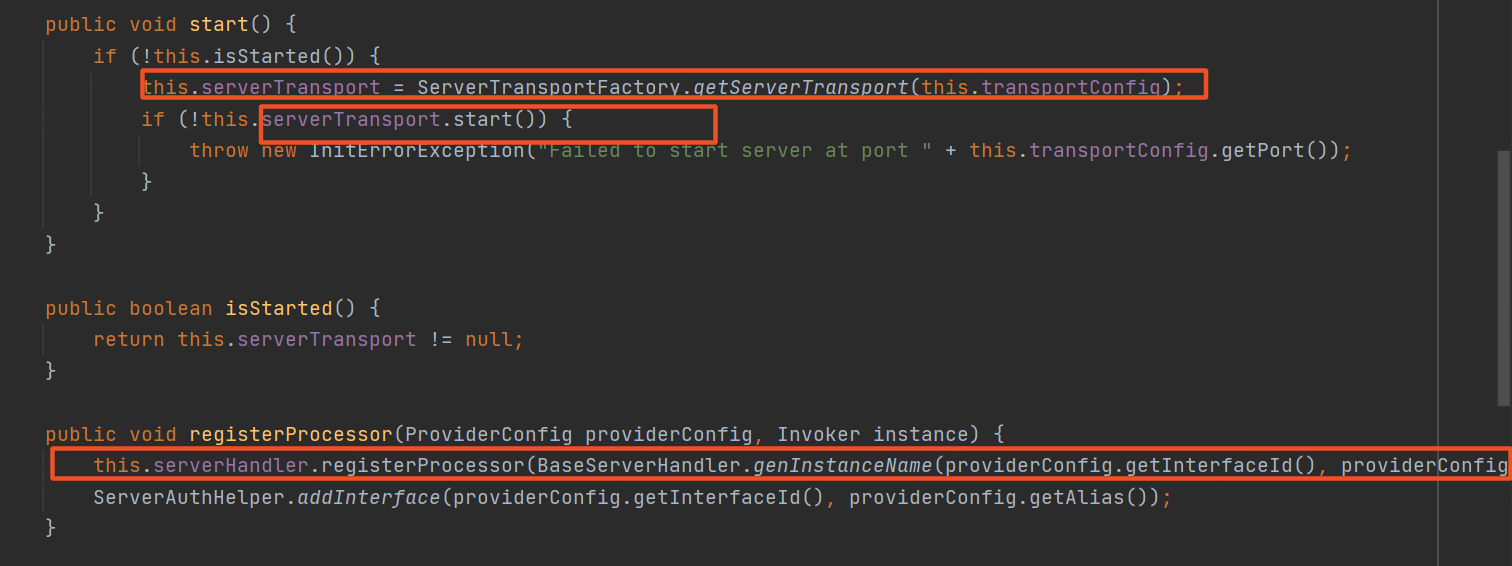 public void start() {
if (!this.isStarted()) {
this.serverTransport = ServerTransportFactory.getServerTransport(this.transportConfig);
if (!this.serverTransport.start()) {
throw new InitErrorException("Failed to start server at port " + this.transportConfig.getPort());
}
}
}
public boolean isStarted() {
return this.serverTransport != null;
}
public void registerProcessor(ProviderConfig providerConfig, Invoker instance) {
this.serverHandler.registerProcessor(BaseServerHandler.genInstanceName(providerConfig.getInterfaceId(), providerConfig
ServerAuthHelper.addInterface(providerConfig.getInterfaceId(), providerConfig.getAlias());
}